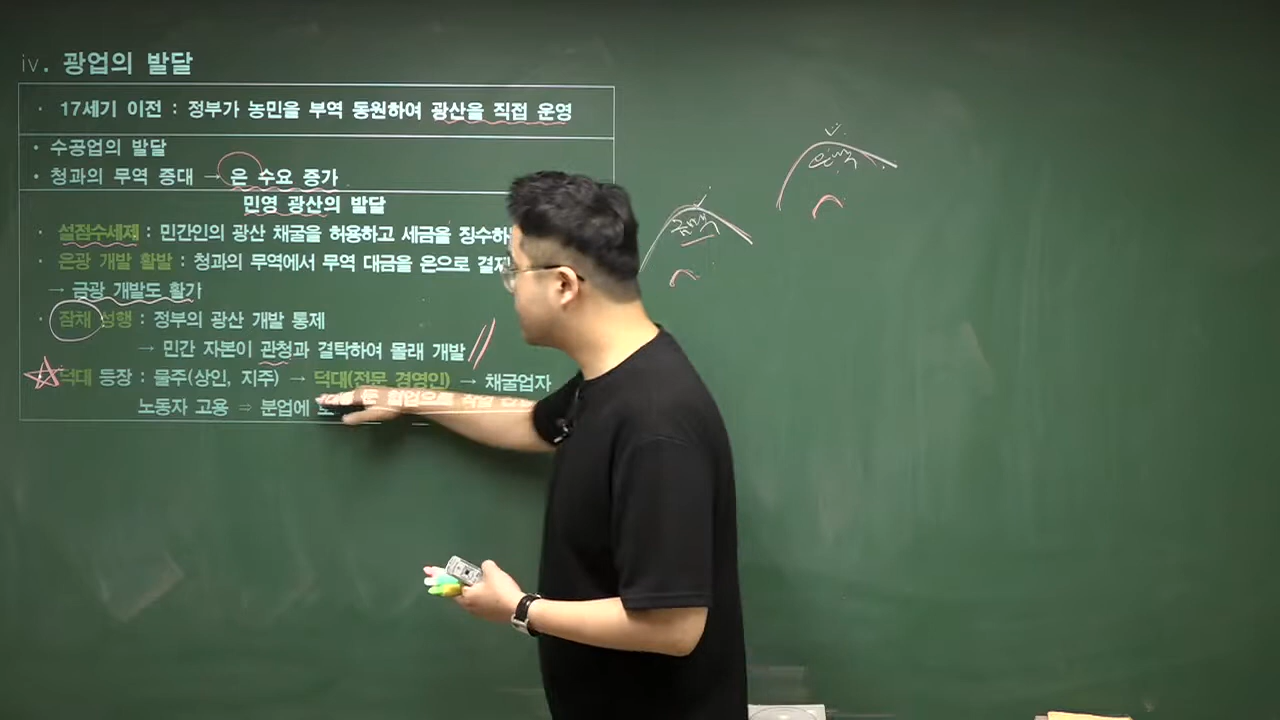 iv. 광업의 발달
· 17세기 이전 : 정부가 농민을 부역 동원하여 광산을 직접 운영
• 수공업의 발달
• 청과의 무역 증대 → 은 수요 증가
민영 광산의 발달
· 설점수세제 : 민간인의 광산 채굴을 허용하고 세금을 징수하
· 은광 개발 활발 : 청과의 무역에서 무역 대금을 은으로
→ 금광 개발도 활기
· 잠채 성행 : 정부의 광산 개발 통제
→ 민간 자본이 관청과 결탁하여 몰래 개발
덕대 등장 : 물주(상인, 지주) → 덕대(전문 경영인) → 채굴업자
노동자 고용 ⇒ 분업에 협업으로 작업